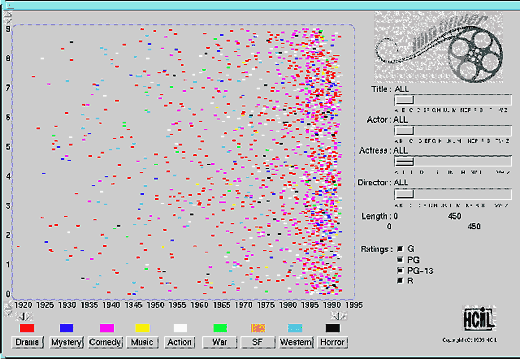 Title: ALL
Actor: ALL
Actress: ALL
Director: ALL
Length: 0 450
0 450
Ratings: G
PG
PG-13
R
9
8
7
6
5
4
3
2
1
0
1920 1925 1930 1935 1940 1945 1950 1955 1960 1965 1970 1975 1980 1985 1990 1995
Drama Mystery Comedy Music Action War SF Western Horror
HCIL